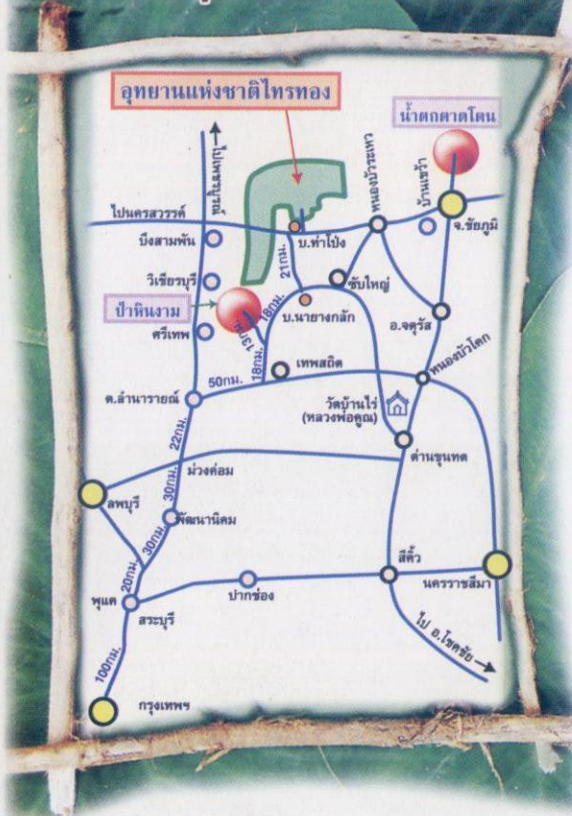 อุทยานแห่งชาติไทรทอง
น้ำตกตาดโตน
ไปเพชรบูรณ์
หนองบัวระเหว
บ้านเขว้า
ไปนครสวรรค์
บึงสามพัน
บ.ท่าโป่ง
จ.ชัยภูมิ
21กม.
วิเชียรบุรี
ซับใหญ่
ป่าหินงาม
18กม.
บ.นายางกลัก
อ.จตุรัส
ศรีเทพ
13กม.
หนองบัวโคก
เทพสถิต
18กม.
50กม.
ต.ลำนารายณ์
วัดบ้านไร่
(หลวงพ่อคูณ)
22กม.
ด่านขุนทด
ม่วงค่อม
30กม.
ลพบุรี
พัฒนานิคม
30กม.
สีคิ้ว
20กม.
นครราชสีมา
พุแค
ปากช่อง
สระบุรี
ไป อ.โชคชัย
100กม.
กรุงเทพฯ